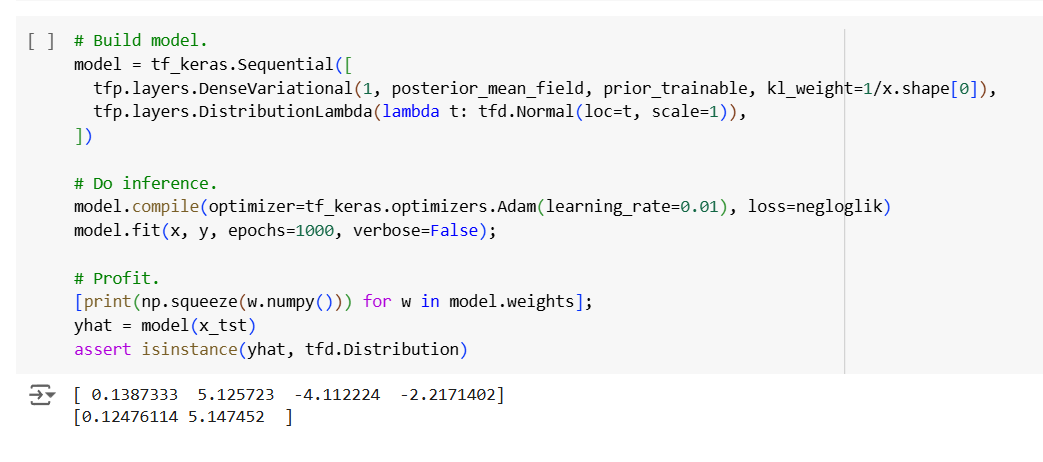 [ ] # Build model.
model = tf_keras.Sequential([
  tfp.layers.DenseVariational(1, posterior_mean_field, prior_trainable, kl_weight=1/x.shape[0]),
  tfp.layers.DistributionLambda(lambda t: tfd.Normal(loc=t, scale=1)),
])

# Do inference.
model.compile(optimizer=tf_keras.optimizers.Adam(learning_rate=0.01), loss=negloglik)
model.fit(x, y, epochs=1000, verbose=False);

# Profit.
[print(np.squeeze(w.numpy())) for w in model.weights];
yhat = model(x_tst)
assert isinstance(yhat, tfd.Distribution)

[ 0.1387333  5.125723  -4.112224  -2.2171402]
[0.12476114 5.147452  ]